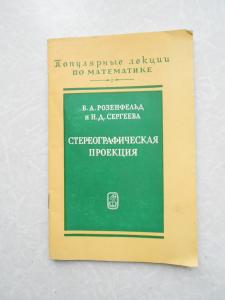 Популярные лекции
ПО МАТЕМАТИКЕ
Б. А. РОЗЕНФЕЛЬД
и Н. Д. СЕРГЕЕВА
СТЕРЕОГРАФИЧЕСКАЯ
ПРОЕКЦИЯ